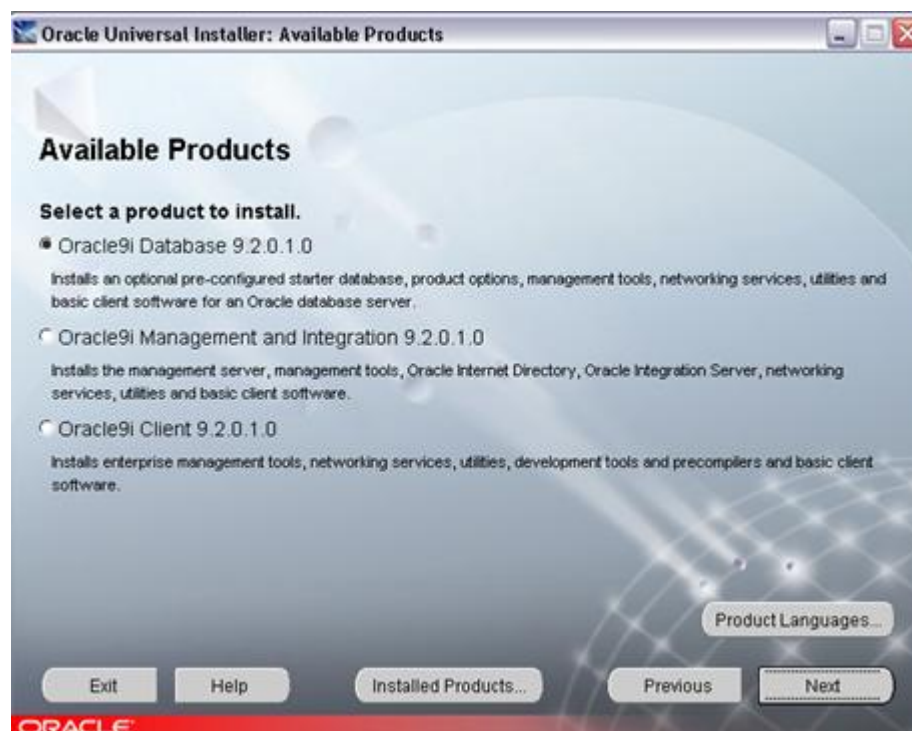 Oracle Universal Installer: Available Products
Available Products
Select a product to install.
Oracle9i Database 9.2.0.1.0
Installs an optional pre-configured starter database, product options, management tools, networking services, utilities and
basic client software for an Oracle database server.
Oracle9i Management and Integration 9.2.0.1.0
Installs the management server, management tools, Oracle Internet Directory, Oracle Integration Server, networking
services, utilities and basic client software.
Oracle9i Client 9.2.0.1.0
Installs enterprise management tools, networking services, utilities, development tools and precompilers and basic client
software.
Product Languages...
Exit Help Installed Products... Previous Next
ORACLE